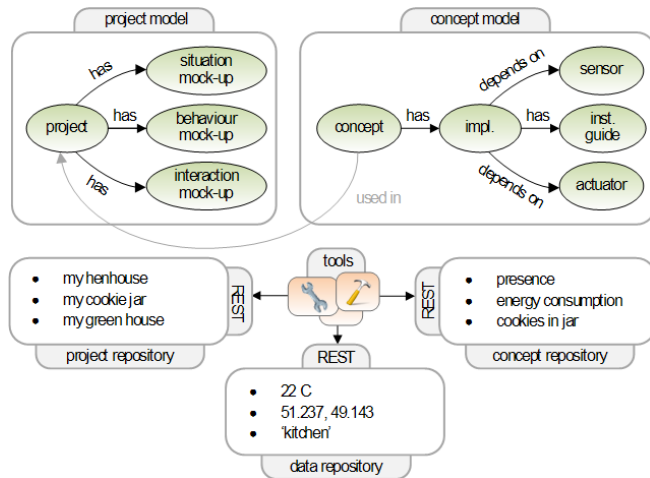 project model
has
situation
mock-up
project
has
behaviour
mock-up
has
interaction
mock-up
concept model
depends on
sensor
concept
has
impl.
has
inst.
guide
depends on
actuator
used in
tools
REST
• my henhouse
• my cookie jar
• my green house
project repository
REST
• presence
• energy consumption
• cookies in jar
concept repository
REST
• 22 C
• 51.237, 49.143
• 'kitchen'
data repository